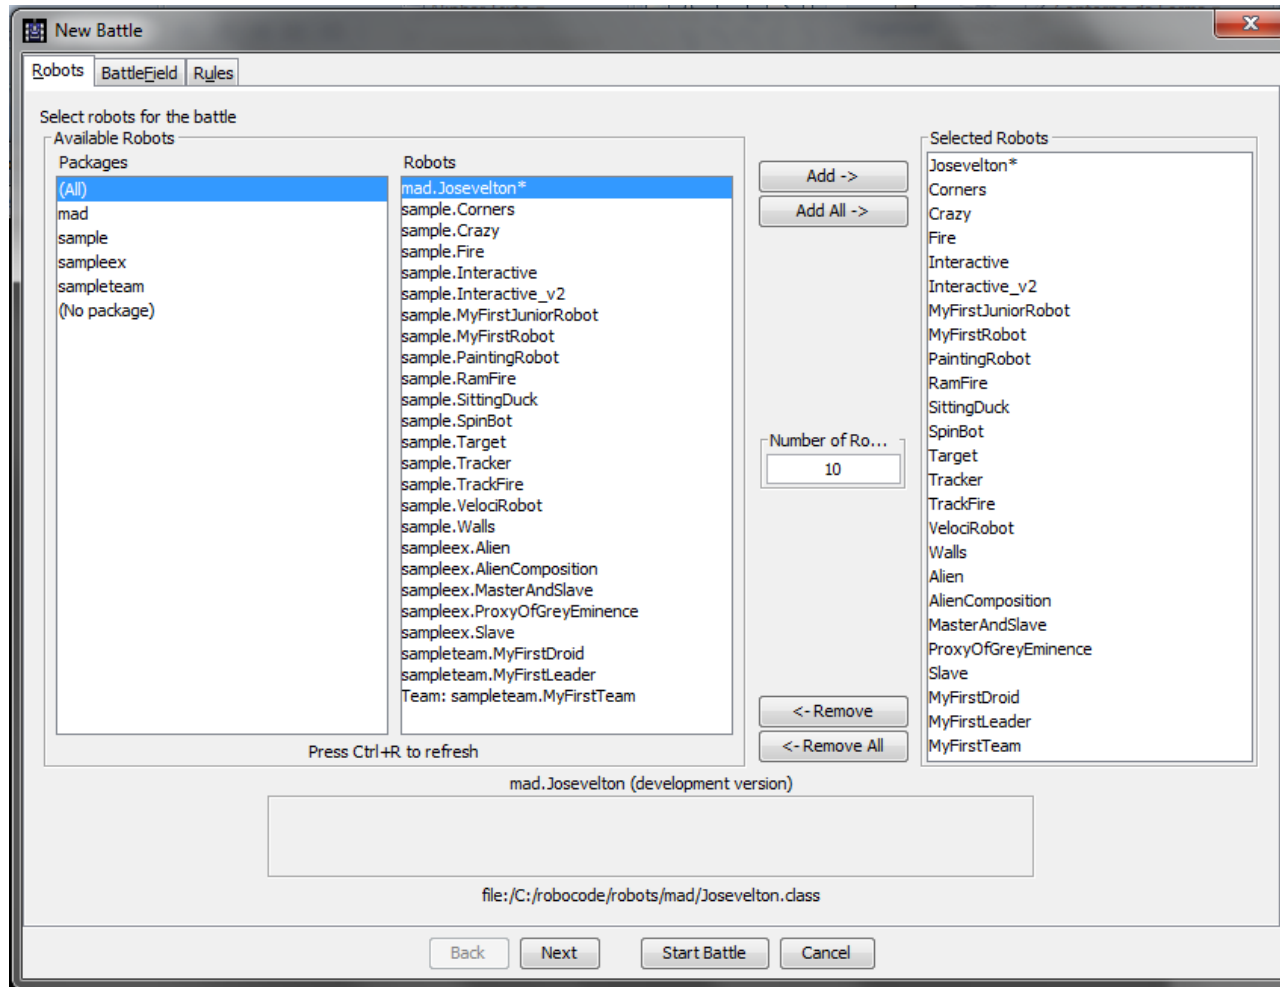 New Battle
Robots BattleField Rules
Select robots for the battle
Available Robots
Packages
(All)
mad
sample
sampleex
sampleteam
(No package)
Robots
mad.Josevelton*
sample.Corners
sample.Crazy
sample.Fire
sample.Interactive
sample.Interactive_v2
sample.MyFirstJuniorRobot
sample.MyFirstRobot
sample.PaintingRobot
sample.RamFire
sample.SittingDuck
sample.SpinBot
sample.Target
sample.Tracker
sample.TrackFire
sample.VelociRobot
sample.Walls
sampleex.Alien
sampleex.AlienComposition
sampleex.MasterAndSlave
sampleex.ProxyOfGreyEminence
sampleex.Slave
sampleteam.MyFirstDroid
sampleteam.MyFirstLeader
Team: sampleteam.MyFirstTeam
Press Ctrl+R to refresh
Add ->
Add All ->
Number of Ro...
10
<- Remove
<- Remove All
Selected Robots
Josevelton*
Corners
Crazy
Fire
Interactive
Interactive_v2
MyFirstJuniorRobot
MyFirstRobot
PaintingRobot
RamFire
SittingDuck
SpinBot
Target
Tracker
TrackFire
VelociRobot
Walls
Alien
AlienComposition
MasterAndSlave
ProxyOfGreyEminence
Slave
MyFirstDroid
MyFirstLeader
MyFirstTeam
mad.Josevelton (development version)
file:/C:/robocode/robots/mad/Josevelton.class
Back Next Start Battle Cancel